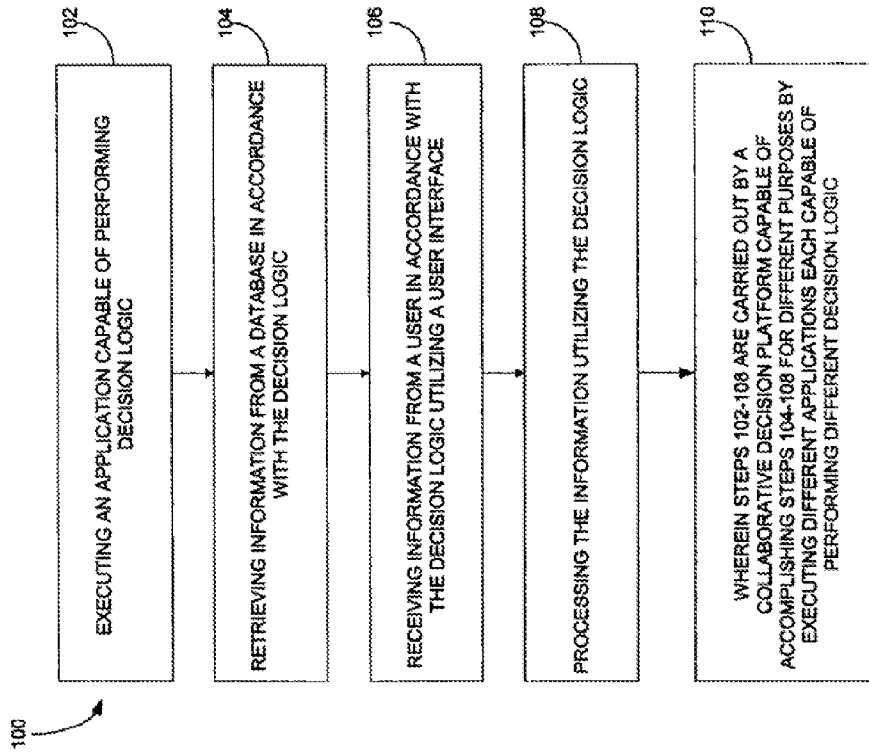 100
102
EXECUTING AN APPLICATION CAPABLE OF PERFORMING
DECISION LOGIC
104
RETRIEVING INFORMATION FROM A DATABASE IN ACCORDANCE
WITH THE DECISION LOGIC
106
RECEIVING INFORMATION FROM A USER IN ACCORDANCE WITH
THE DECISION LOGIC UTILIZING A USER INTERFACE
108
PROCESSING THE INFORMATION UTILIZING THE DECISION LOGIC
110
WHEREIN STEPS 102-108 ARE CARRIED OUT BY A
COLLABORATIVE DECISION PLATFORM CAPABLE OF
ACCOMPLISHING STEPS 104-108 FOR DIFFERENT PURPOSES BY
EXECUTING DIFFERENT APPLICATIONS EACH CAPABLE OF
PERFORMING DIFFERENT DECISION LOGIC